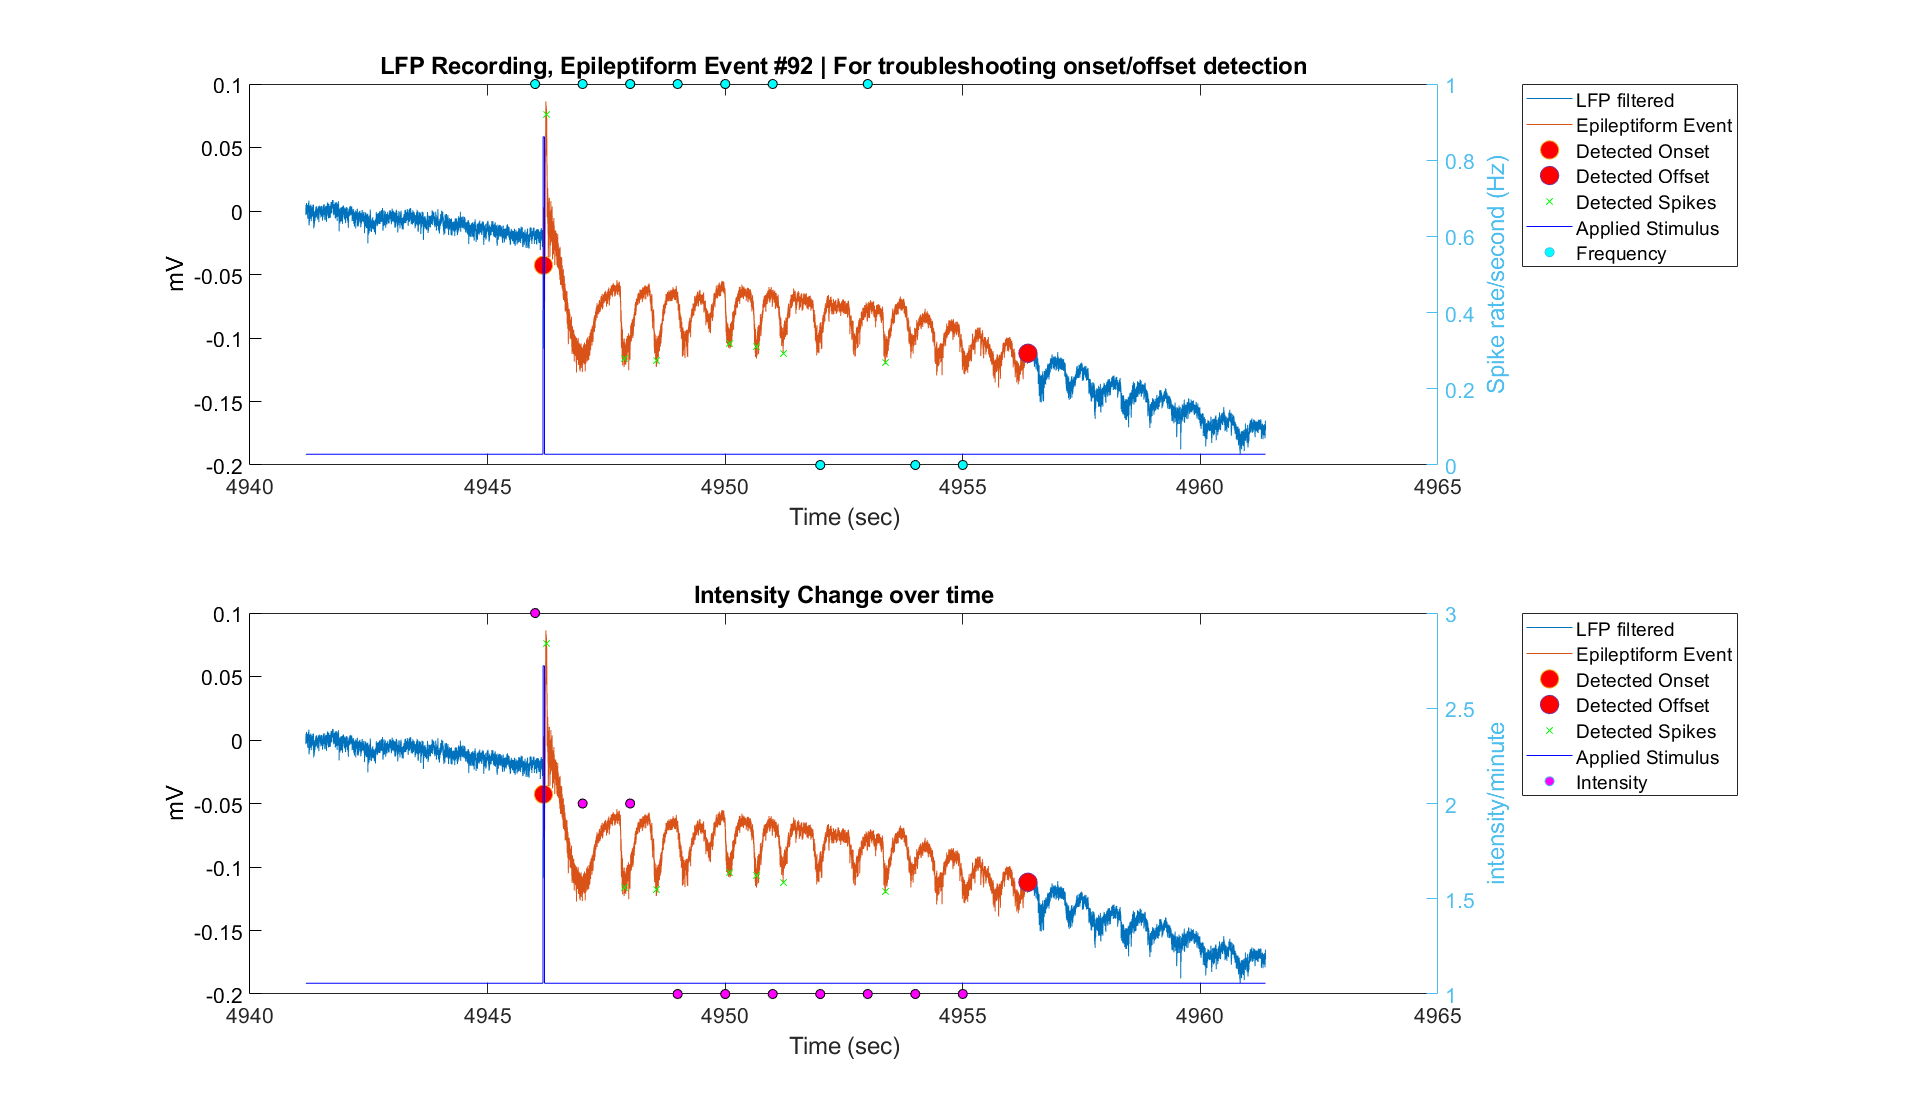 LFP Recording, Epileptiform Event #92 | For troubleshooting onset/offset detection
0.1
0.05
0
-0.05
-0.1
-0.15
-0.2
mV
4940 4945 4950 4955 4960 4965
Time (sec)
1
0.8
0.6
0.4
0.2
0
Spike rate/second (Hz)
LFP filtered
Epileptiform Event
Detected Onset
Detected Offset
Detected Spikes
Applied Stimulus
Frequency
Intensity Change over time
0.1
0.05
0
-0.05
-0.1
-0.15
-0.2
mV
4940 4945 4950 4955 4960 4965
Time (sec)
3
2.5
2
1.5
1
intensity/minute
LFP filtered
Epileptiform Event
Detected Onset
Detected Offset
Detected Spikes
Applied Stimulus
Intensity